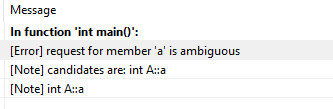 Message
In function 'int main()':
[Error] request for member 'a' is ambiguous
[Note] candidates are: int A::a
[Note] int A::a